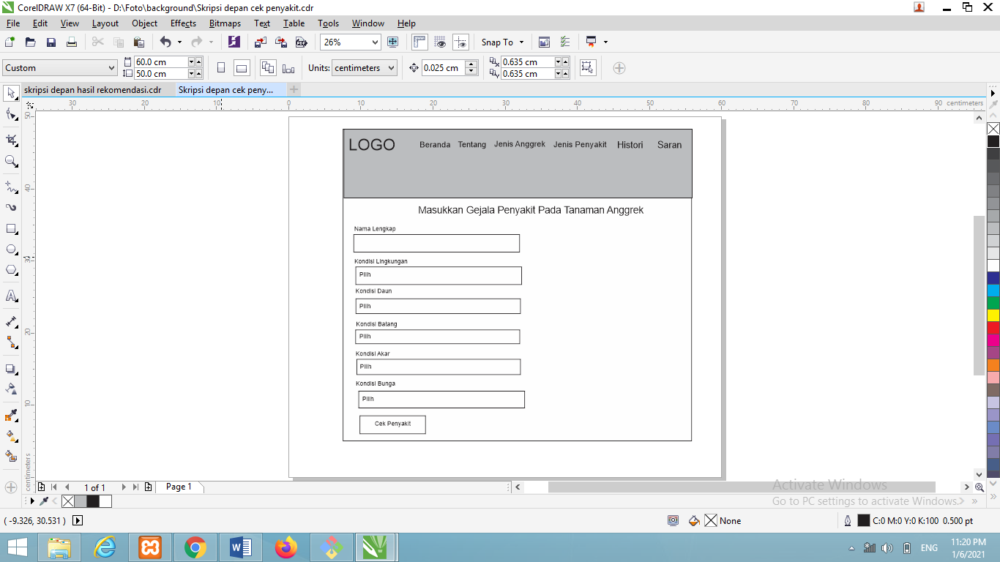 CorelDRAW X7 (64-Bit) - D:\Foto\background\Skripsi depan cek penyakit.cdr
File Edit View Layout Object Effects Bitmaps Text Table Tools Window Help
26% Snap To
Custom 60.0 cm 50.0 cm Units: centimeters 0.025 cm 0.635 cm 0.635 cm
skripsi depan hasil rekomendasi.cdr Skripsi depan cek peny...
30 20 10 0 10 20 30 40 50 60 70 80 90 centimeters
50
40
30
20
10
centimeters
LOGO Beranda Tentang Jenis Anggrek Jenis Penyakit Histori Saran
Masukkan Gejala Penyakit Pada Tanaman Anggrek
Nama Lengkap
Kondisi Lingkungan
Pilih
Kondisi Daun
Pilih
Kondisi Batang
Pilih
Kondisi Akar
Pilih
Kondisi Bunga
Pilih
Cek Penyakit
1 of 1 Page 1
Activate Windows
Go to PC settings to activate Windows.
( -9.326, 30.531 ) None C:0 M:0 Y:0 K:100 0.500 pt
ENG 11:20 PM
1/6/2021